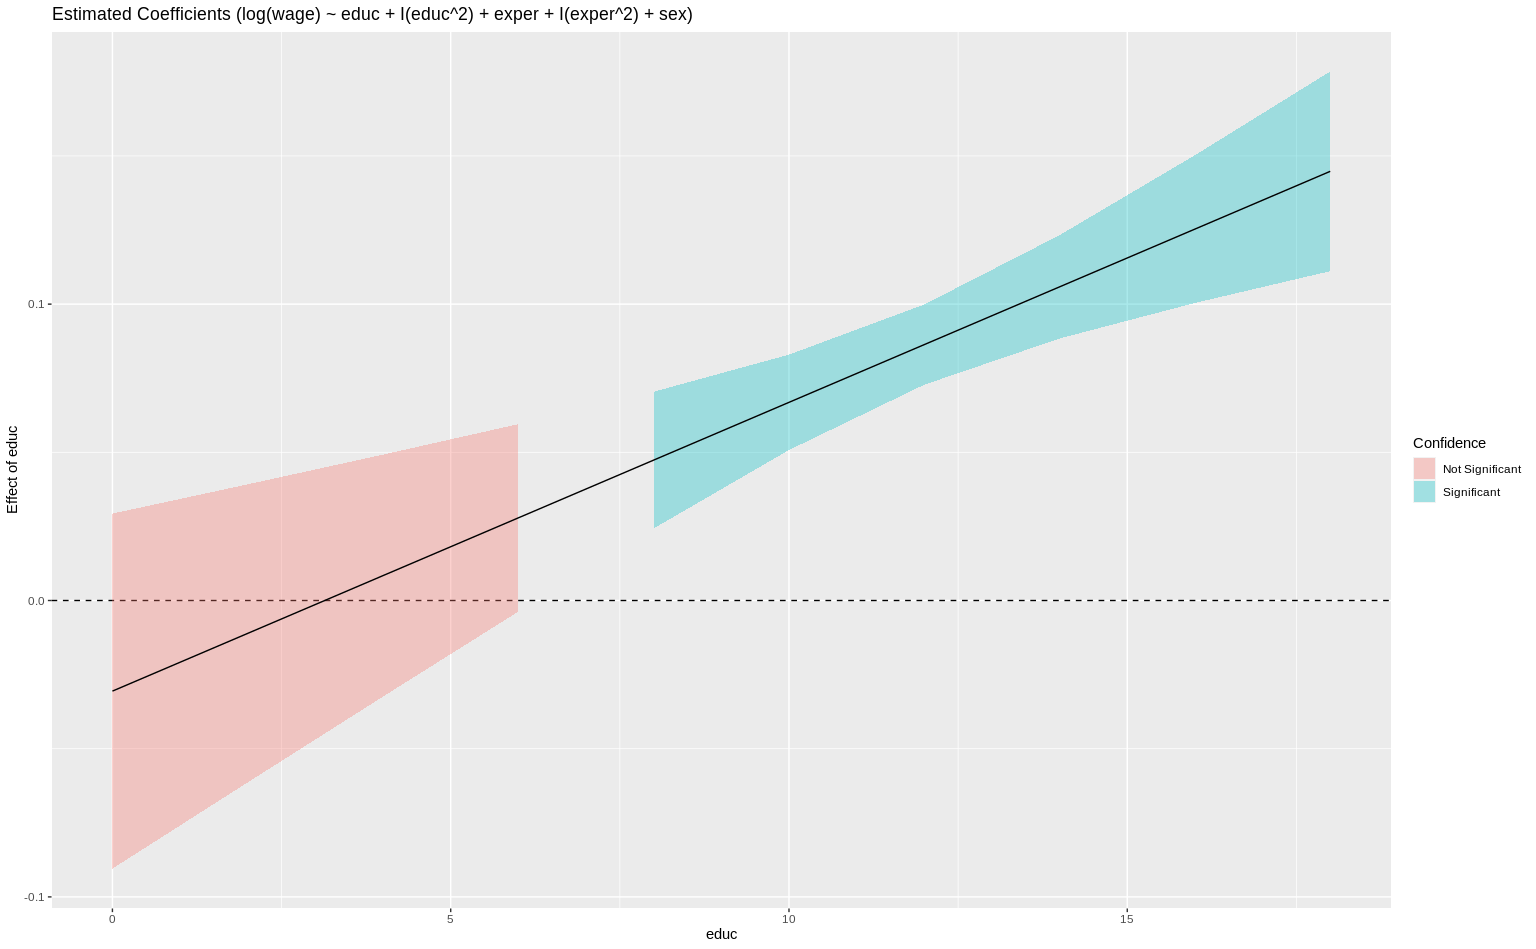 Estimated Coefficients (log(wage) ~ educ + I(educ^2) + exper + I(exper^2) + sex)
Effect of educ
0.1
0.0
-0.1
0
5
10
15
educ
Confidence
Not Significant
Significant